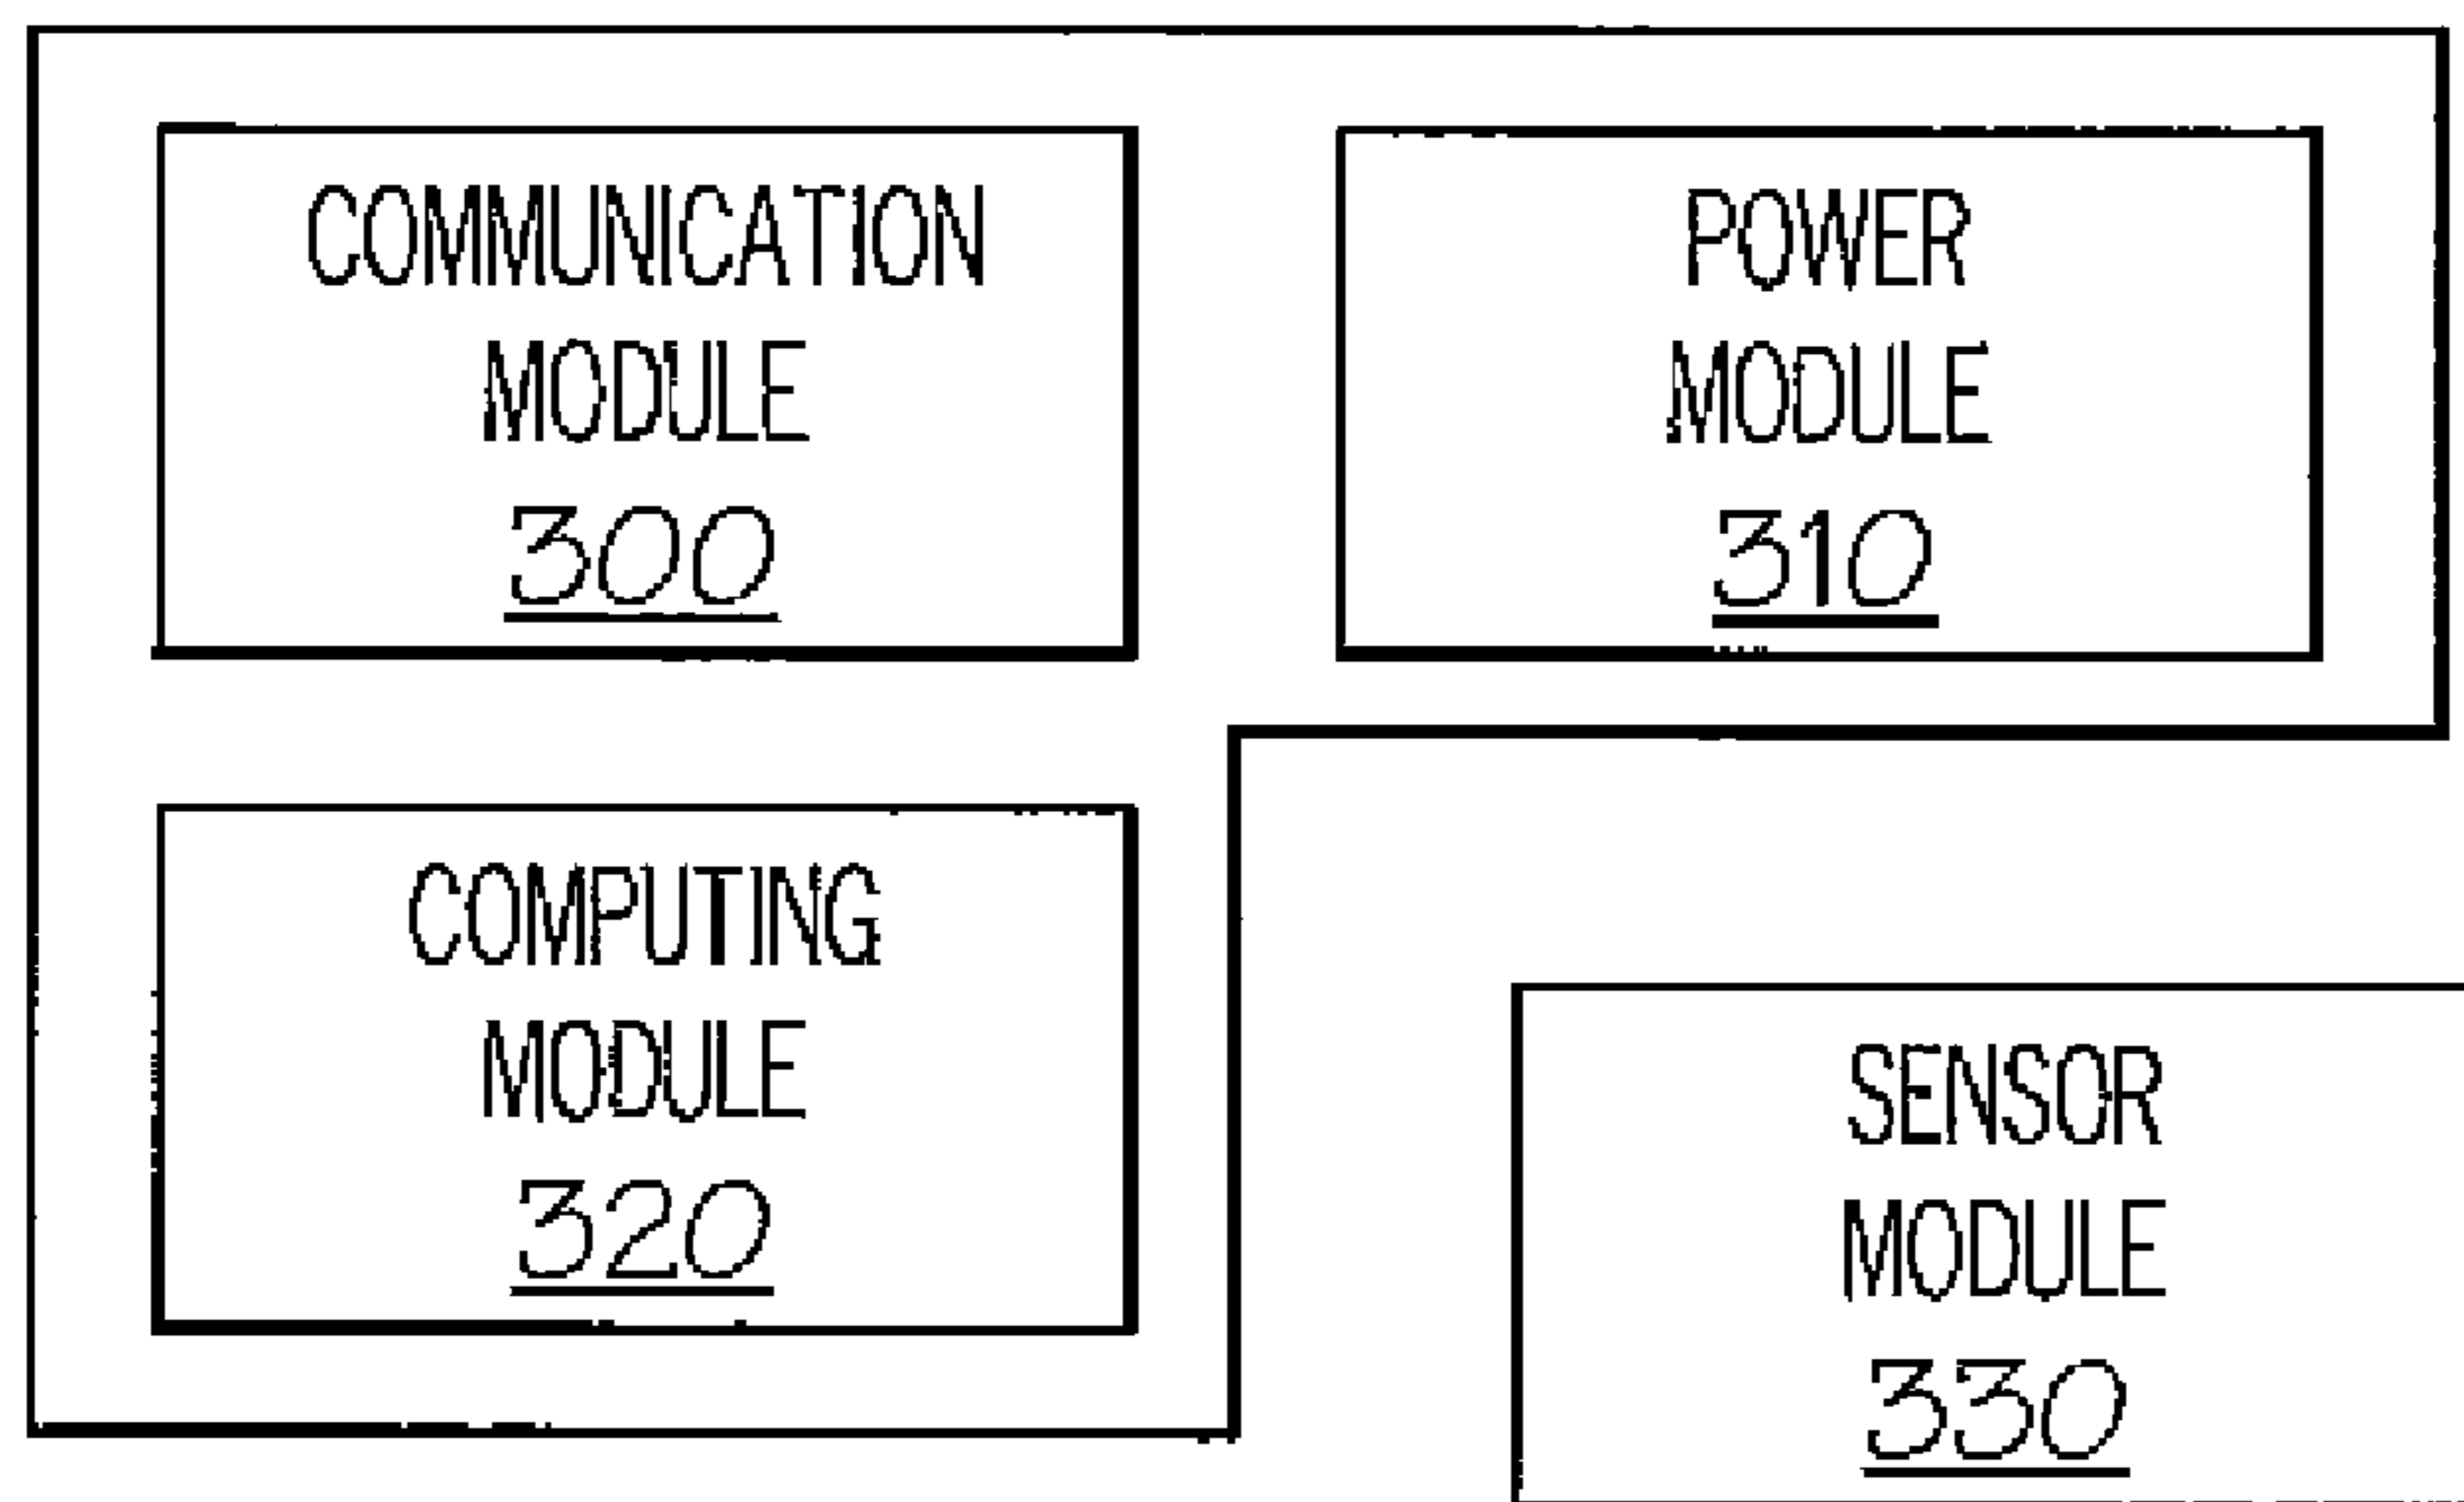 COMMUNICATION
MODULE
300
POWER
MODULE
310
COMPUTING
MODULE
320
SENSOR
MODULE
330